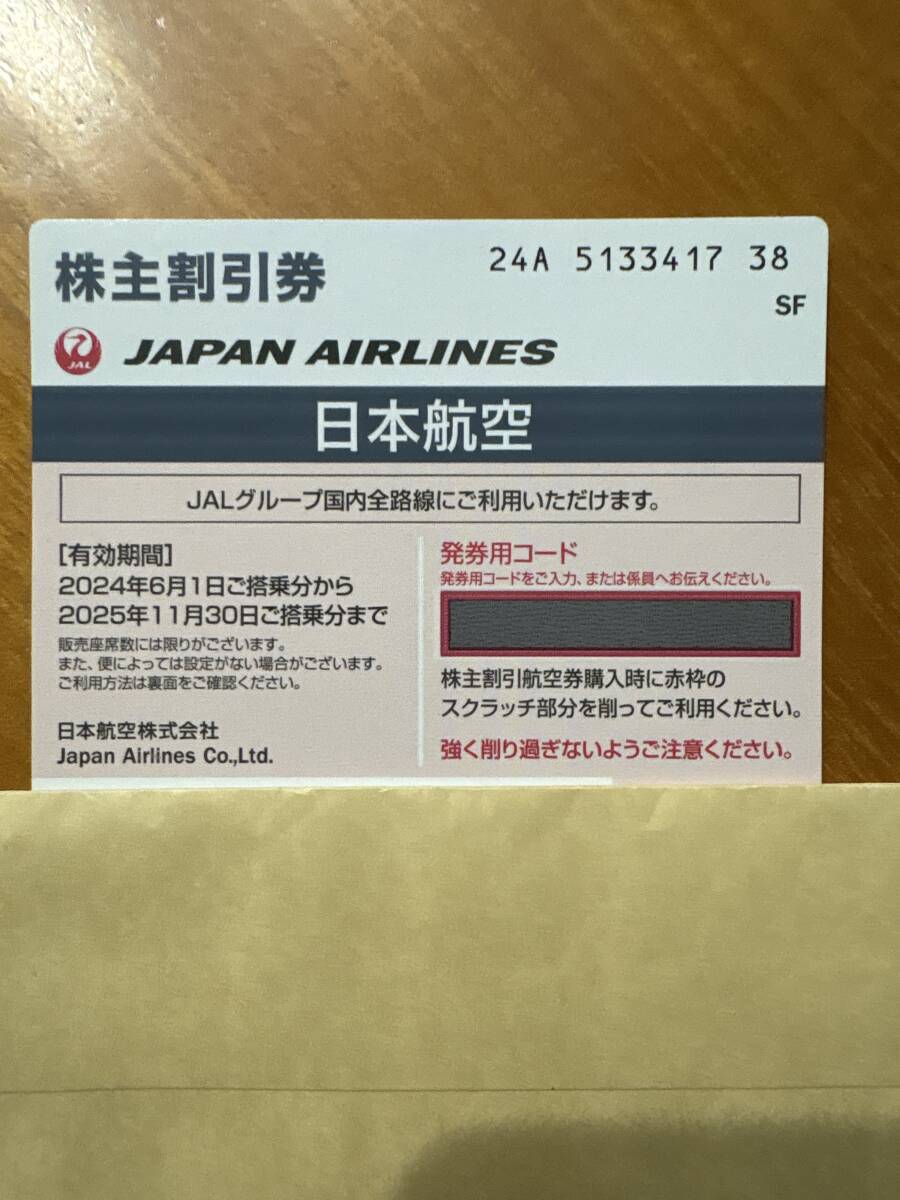 株主割引券
24A 5133417 38
SF
JAL
JAPAN AIRLINES
日本航空
JALグループ国内全路線にご利用いただけます。
[有効期間]
2024年6月1日ご搭乗分から
2025年11月30日ご搭乗分まで
販売座席数には限りがございます。
また、便によっては設定がない場合がございます。
ご利用方法は裏面をご確認ください。
日本航空株式会社
Japan Airlines Co.,Ltd.
発券用コード
発券用コードをご入力、または係員へお伝えください。
株主割引航空券購入時に赤枠の
スクラッチ部分を削ってご利用ください。
強く削り過ぎないようご注意ください。